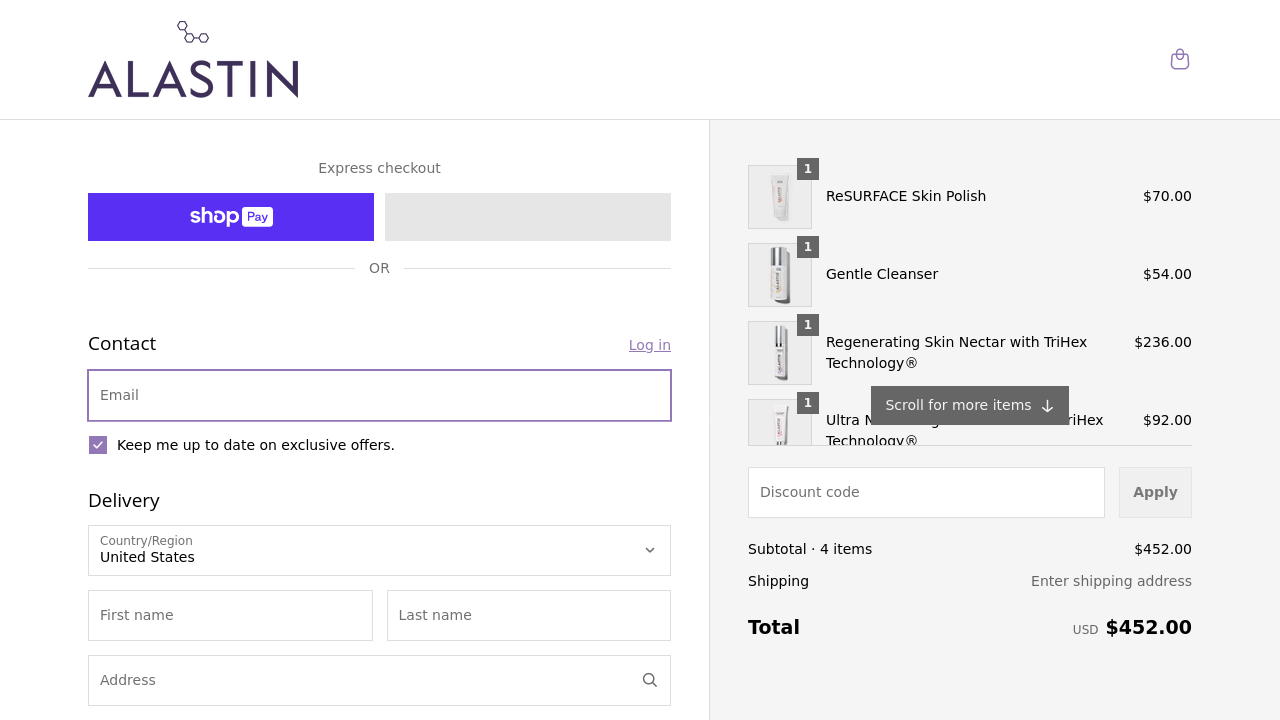 ALASTIN
Express checkout
shop Pay
OR
Contact
Log in
Email
Keep me up to date on exclusive offers.
Delivery
Country/Region
United States
First name
Last name
Address
1
ReSURFACE Skin Polish
$70.00
1
Gentle Cleanser
$54.00
1
Regenerating Skin Nectar with TriHex
Technology®
$236.00
Scroll for more items
1
Ultra
$92.00
Technology®
Discount code
Apply
Subtotal · 4 items
$452.00
Shipping
Enter shipping address
Total
USD $452.00